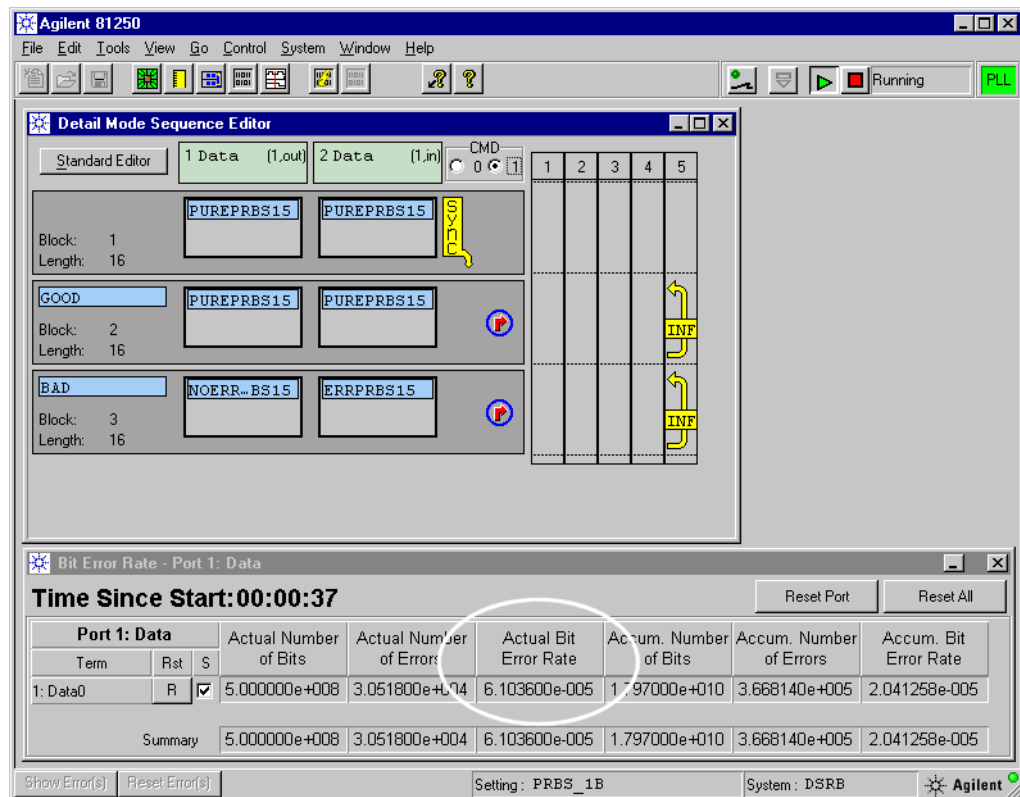 Agilent 81250
File Edit Tools View Go Control System Window Help
Running
PLL
Detail Mode Sequence Editor
Standard Editor
1 Data (1,out)
2 Data (1,in)
CMD
0 1
1 2 3 4 5
PUREPRBS15 PUREPRBS15
Sync
Block: 1
Length: 16
GOOD
PUREPRBS15 PUREPRBS15
Block: 2
Length: 16
INF
BAD
NOERR…BS15 ERRPRBS15
Block: 3
Length: 16
INF
Bit Error Rate - Port 1: Data
Time Since Start:00:00:37
Reset Port Reset All
Port 1: Data
Term Rst S
Actual Number of Bits
Actual Number of Errors
Actual Bit Error Rate
Accum. Number of Bits
Accum. Number of Errors
Accum. Bit Error Rate
1: Data0 R 5.000000e+008 3.051800e+004 6.103600e-005 1.797000e+010 3.668140e+005 2.041258e-005
Summary 5.000000e+008 3.051800e+004 6.103600e-005 1.797000e+010 3.668140e+005 2.041258e-005
Show Error(s) Reset Error(s)
Setting: PRBS_1B
System: DSRB
Agilent